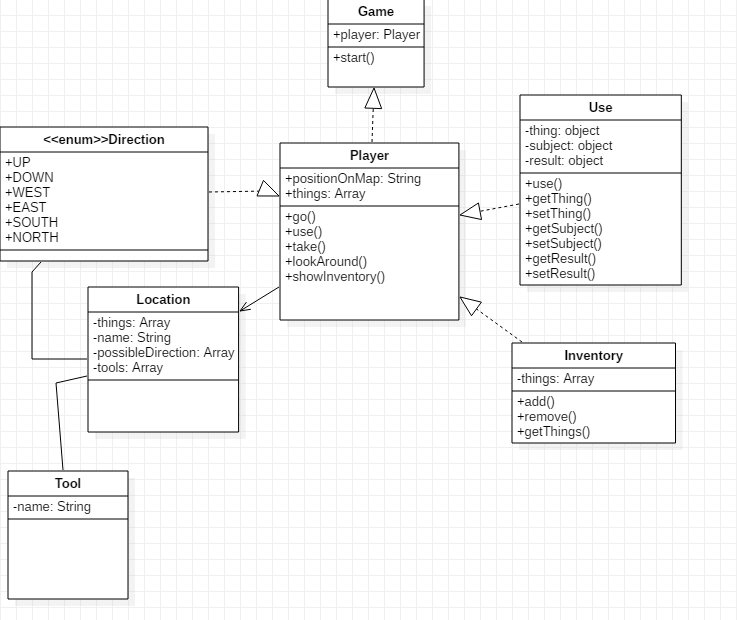 Game
+player: Player
+start()
<<enum>>Direction
+UP
+DOWN
+WEST
+EAST
+SOUTH
+NORTH
Player
+positionOnMap: String
+things: Array
+go()
+use()
+take()
+lookAround()
+showInventory()
Use
-thing: object
-subject: object
-result: object
+use()
+getThing()
+setThing()
+getSubject()
+setSubject()
+getResult()
+setResult()
Location
-things: Array
-name: String
-possibleDirection: Array
-tools: Array
Inventory
-things: Array
+add()
+remove()
+getThings()
Tool
-name: String